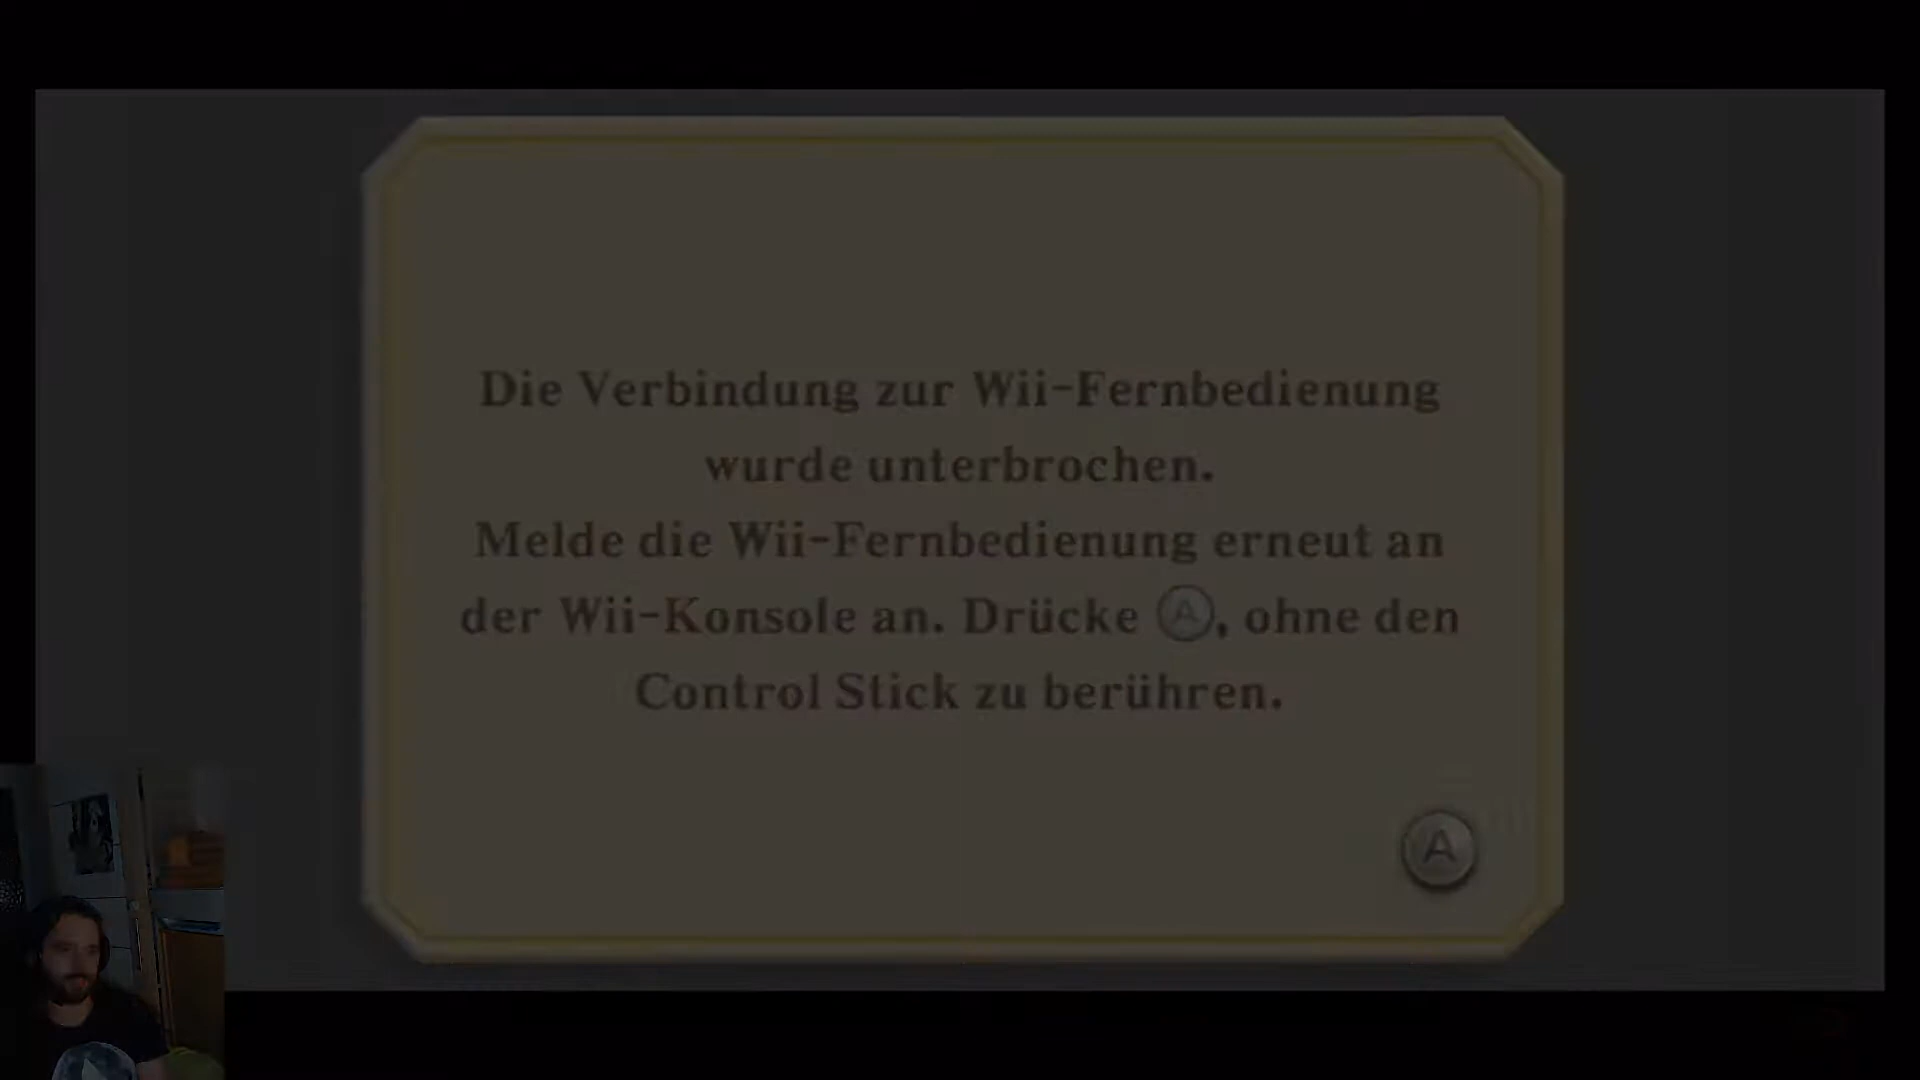 Die Verbindung zur Wii-Fernbedienung
wurde unterbrochen.
Melde die Wii-Fernbedienung erneut an
der Wii-Konsole an. Drücke A, ohne den
Control Stick zu berühren.
A